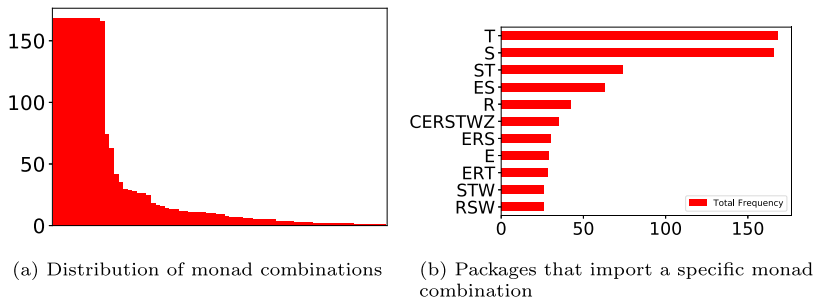 150
100
50
0
(a) Distribution of monad combinations
T
S
ST
ES
R
CERSTWZ
ERS
E
ERT
STW
RSW
Total Frequency
0 50 100 150
(b) Packages that import a specific monad
combination